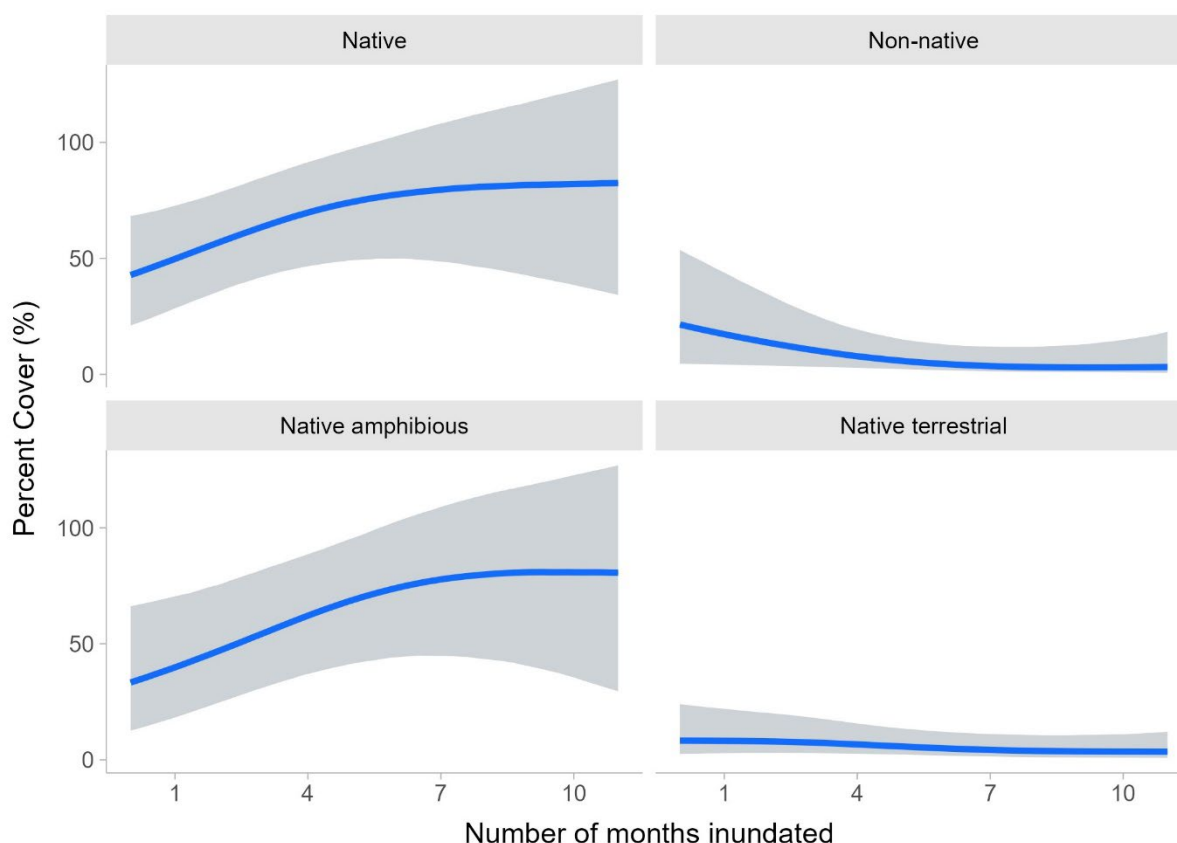 Native
Non-native
100
50
0
Native amphibious
Native terrestrial
100
50
0
1 4 7 10
1 4 7 10
Percent Cover (%)
Number of months inundated